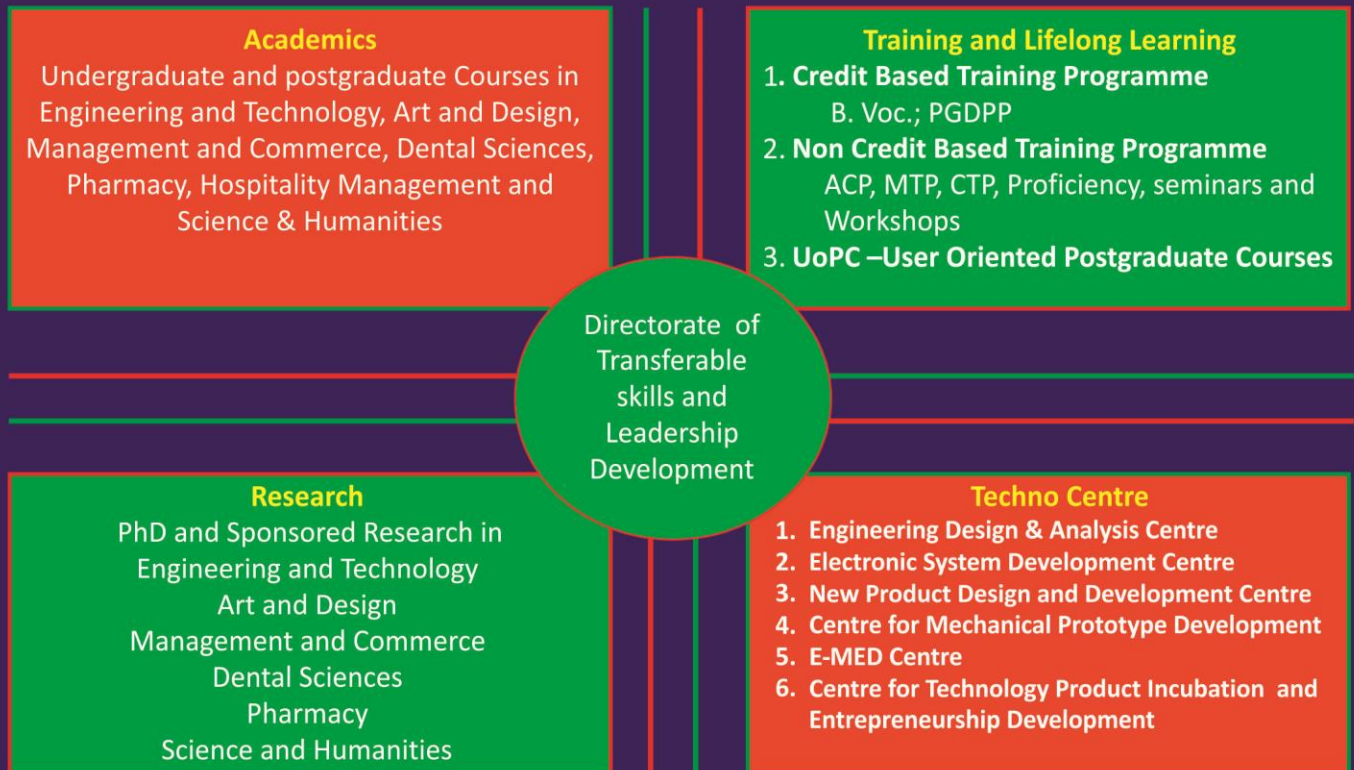 Academics
Undergraduate and postgraduate Courses in
Engineering and Technology, Art and Design,
Management and Commerce, Dental Sciences,
Pharmacy, Hospitality Management and
Science & Humanities
Training and Lifelong Learning
1. Credit Based Training Programme
B. Voc.; PGDPP
2. Non Credit Based Training Programme
ACP, MTP, CTP, Proficiency, seminars and
Workshops
3. UoPC –User Oriented Postgraduate Courses
Directorate of
Transferable
skills and
Leadership
Development
Research
PhD and Sponsored Research in
Engineering and Technology
Art and Design
Management and Commerce
Dental Sciences
Pharmacy
Science and Humanities
Techno Centre
1. Engineering Design & Analysis Centre
2. Electronic System Development Centre
3. New Product Design and Development Centre
4. Centre for Mechanical Prototype Development
5. E-MED Centre
6. Centre for Technology Product Incubation and
Entrepreneurship Development